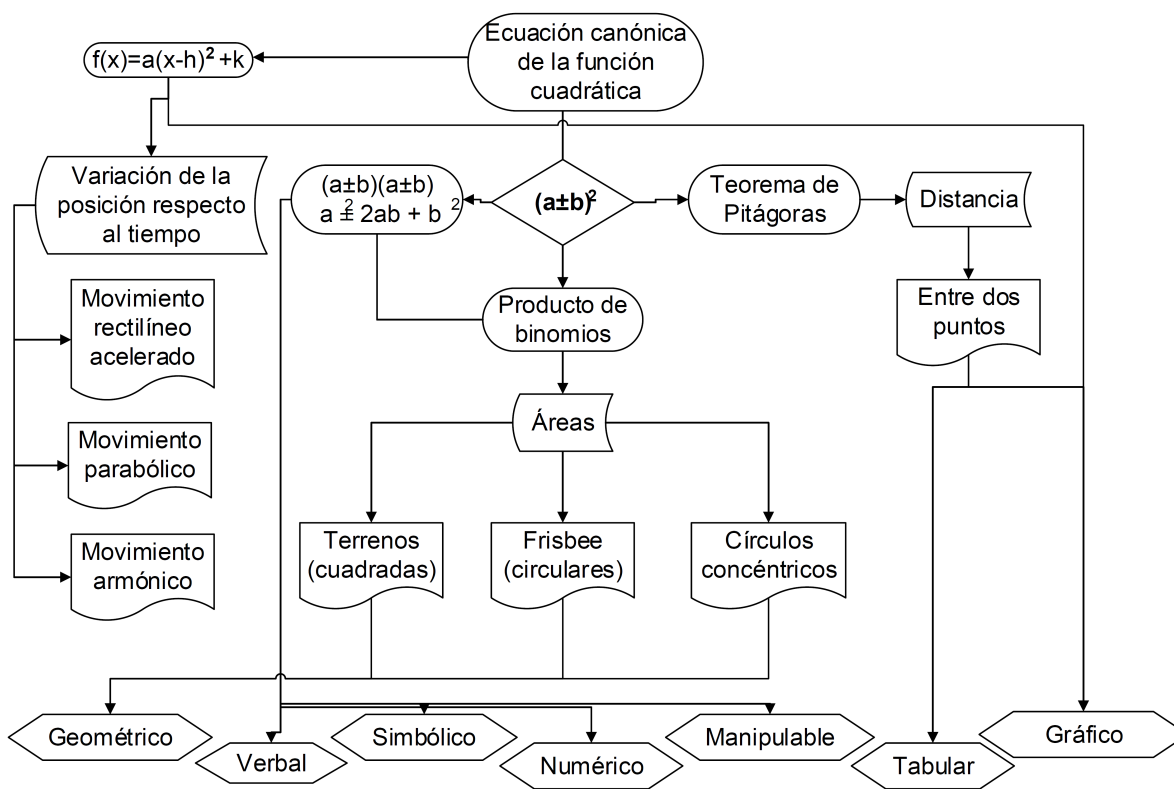 Ecuación canónica
de la función
cuadrática
f(x)=a(x-h)² +k
Variación de la
posición respecto
al tiempo
(a±b)(a±b)
a² ± 2ab + b²
(a±b)²
Teorema de
Pitágoras
Distancia
Movimiento
rectilíneo
acelerado
Producto de
binomios
Entre dos
puntos
Áreas
Movimiento
parabólico
Terrenos
(cuadradas)
Frisbee
(circulares)
Círculos
concéntricos
Movimiento
armónico
Geométrico
Verbal
Simbólico
Numérico
Manipulable
Tabular
Gráfico